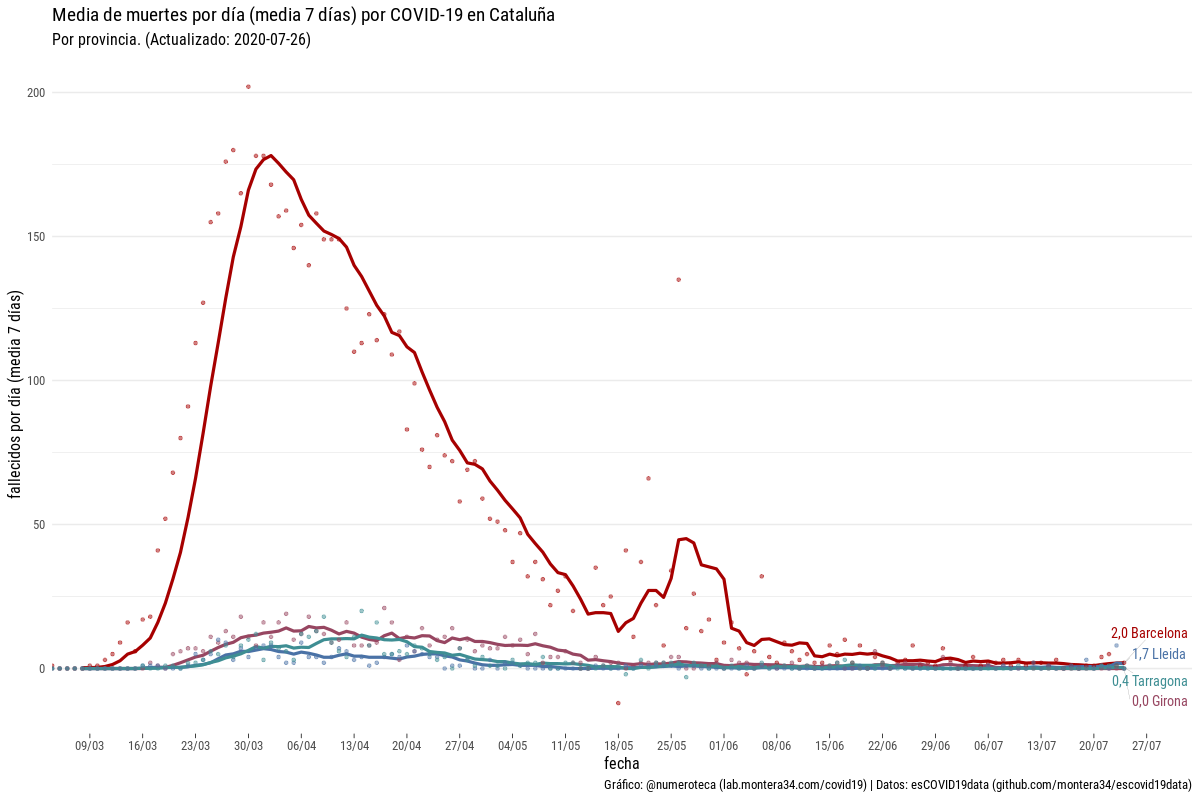 Media de muertes por día (media 7 días) por COVID-19 en Cataluña
Por provincia. (Actualizado: 2020-07-26)
fallecidos por día (media 7 días)
200
150
100
50
0
2,0 Barcelona
1,7 Lleida
0,4 Tarragona
0,0 Girona
09/03 16/03 23/03 30/03 06/04 13/04 20/04 27/04 04/05 11/05 18/05 25/05 01/06 08/06 15/06 22/06 29/06 06/07 13/07 20/07 27/07
fecha
Gráfico: @numeroteca (lab.montera34.com/covid19) | Datos: esCOVID19data (github.com/montera34/escovid19data)